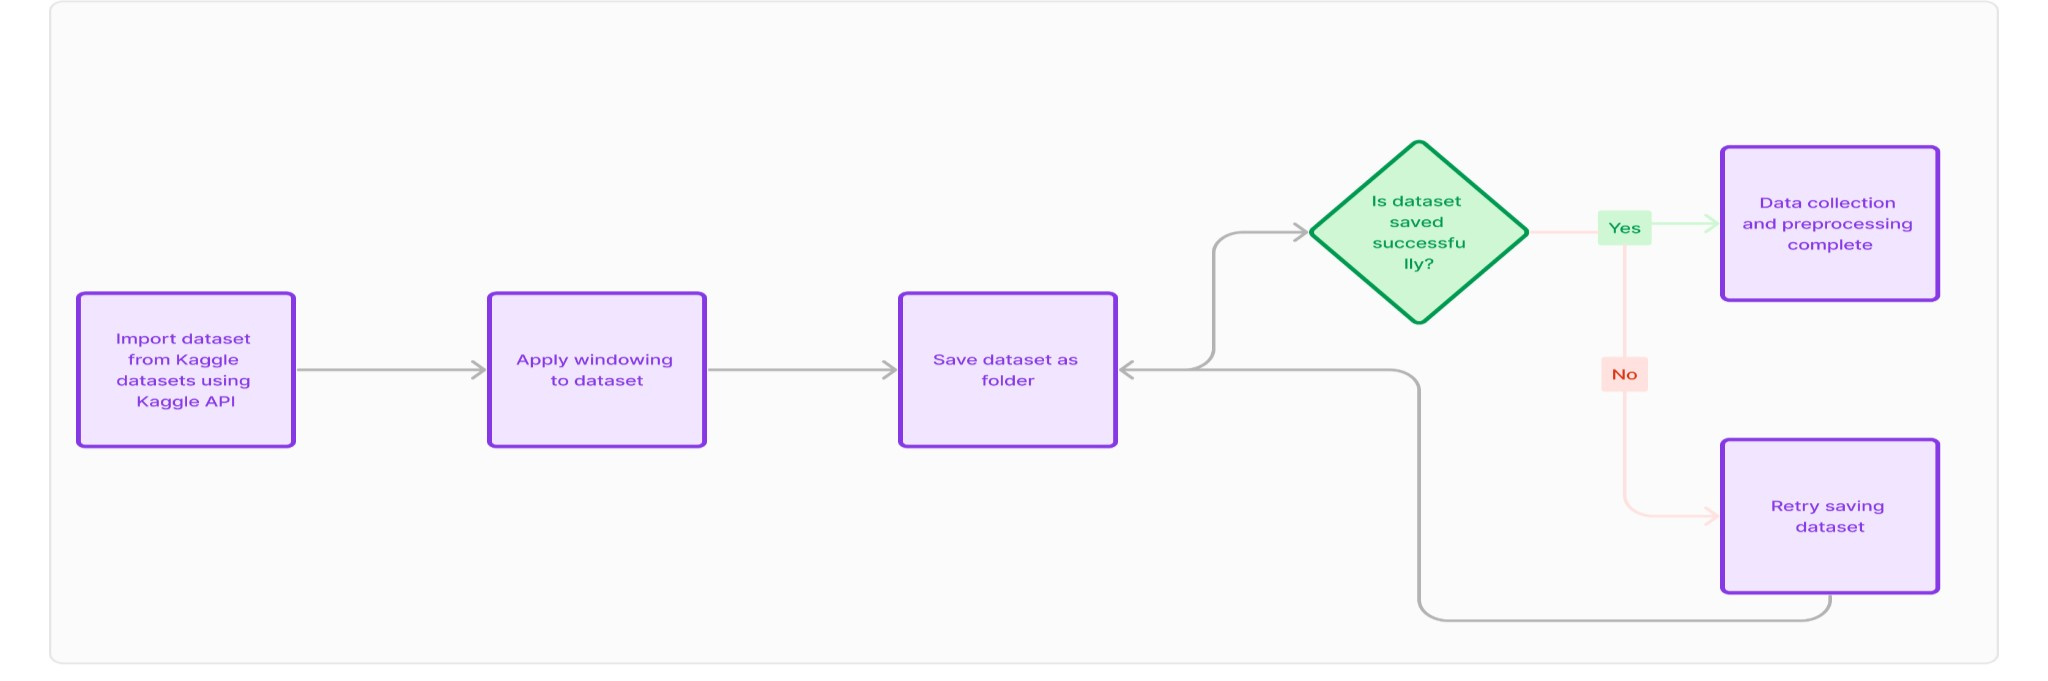 Import dataset
from Kaggle
datasets using
Kaggle API
Apply windowing
to dataset
Save dataset as
folder
Is dataset
saved
successfu
lly?
Yes
No
Data collection
and preprocessing
complete
Retry saving
dataset